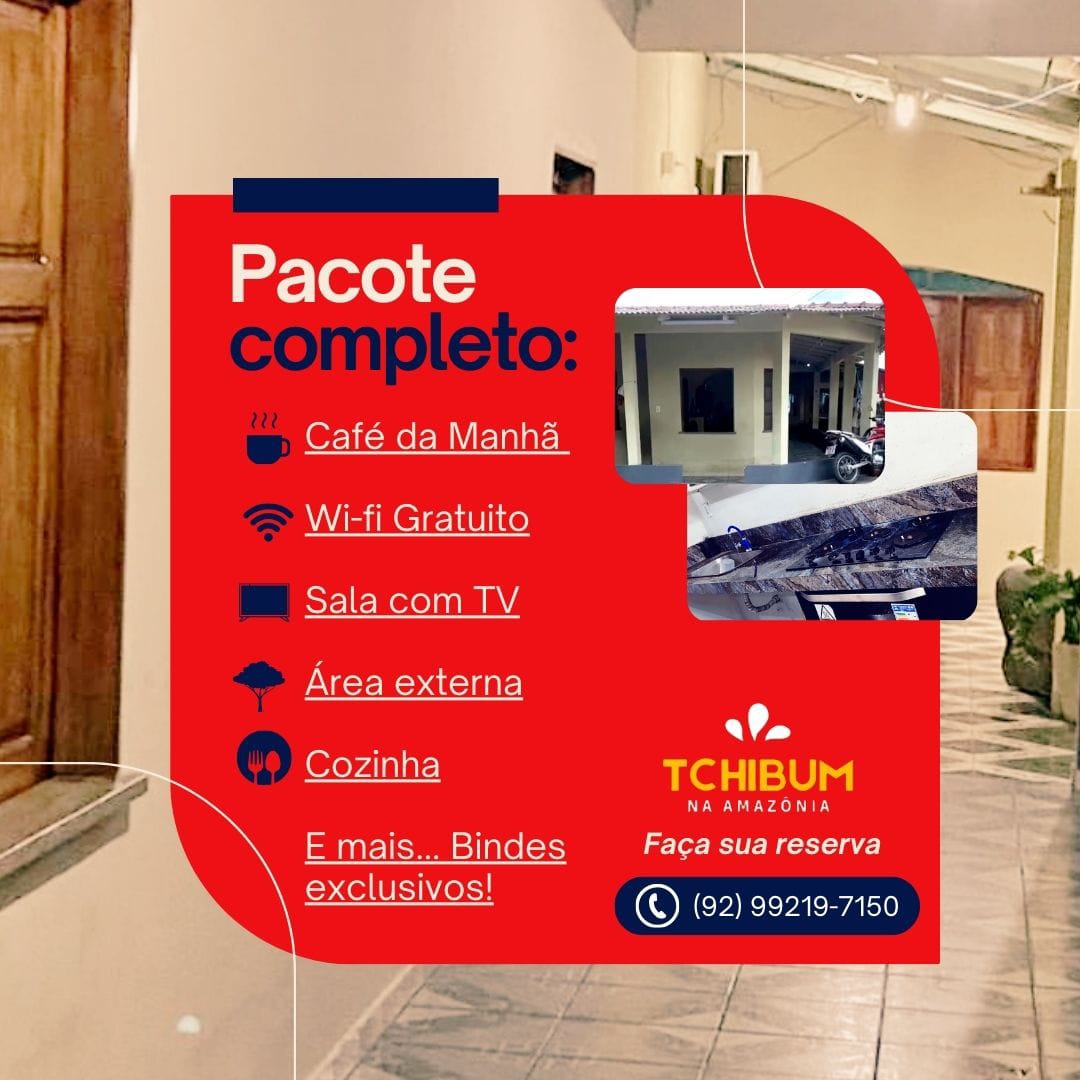 Pacote
completo:
Café da Manhã
Wi-fi Gratuito
Sala com TV
Área externa
Cozinha
E mais... Bindes
exclusivos!
TCHIBUM
NA AMAZÔNIA
Faça sua reserva
(92) 99219-7150